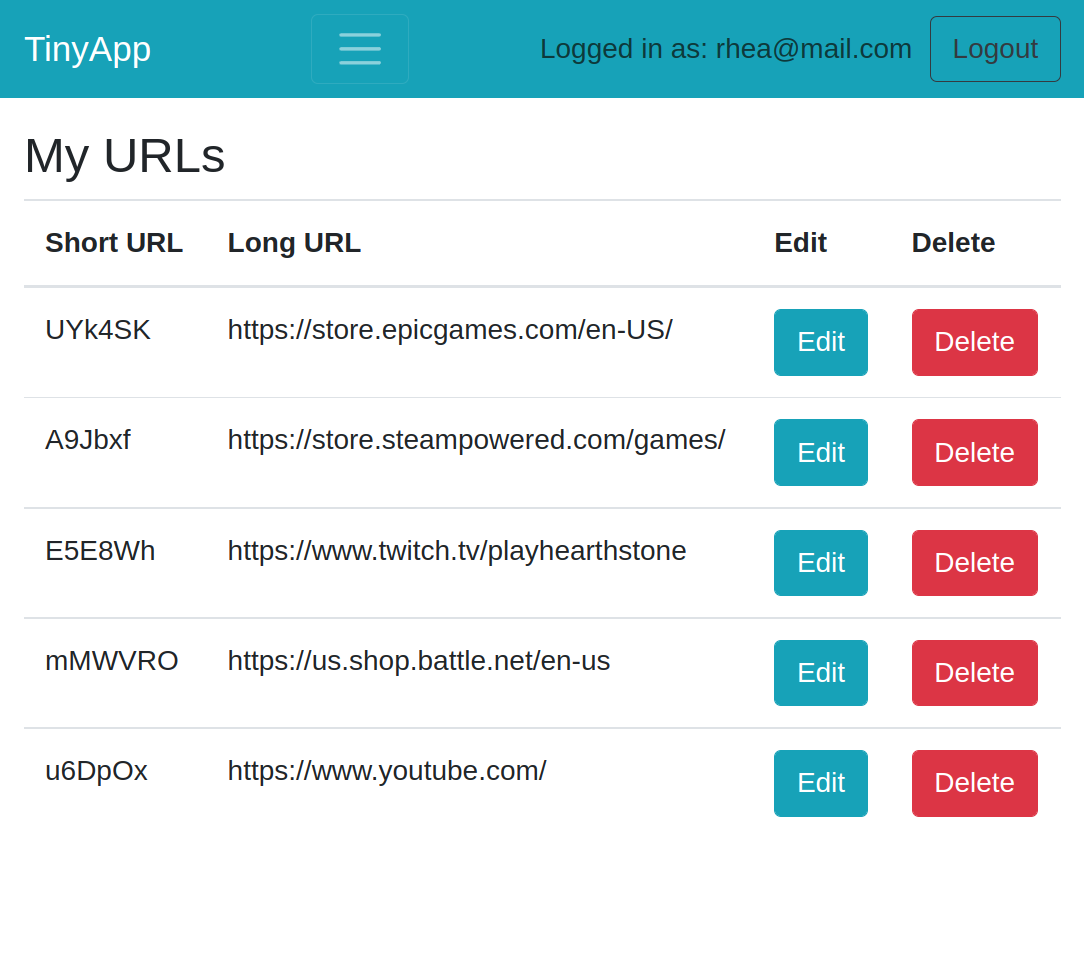 TinyApp Logged in as: rhea@mail.com Logout
My URLs
Short URL Long URL Edit Delete
UYk4SK https://store.epicgames.com/en-US/ Edit Delete
A9Jbxf https://store.steampowered.com/games/ Edit Delete
E5E8Wh https://www.twitch.tv/playhearthstone Edit Delete
mMWVRO https://us.shop.battle.net/en-us Edit Delete
u6DpOx https://www.youtube.com/ Edit Delete